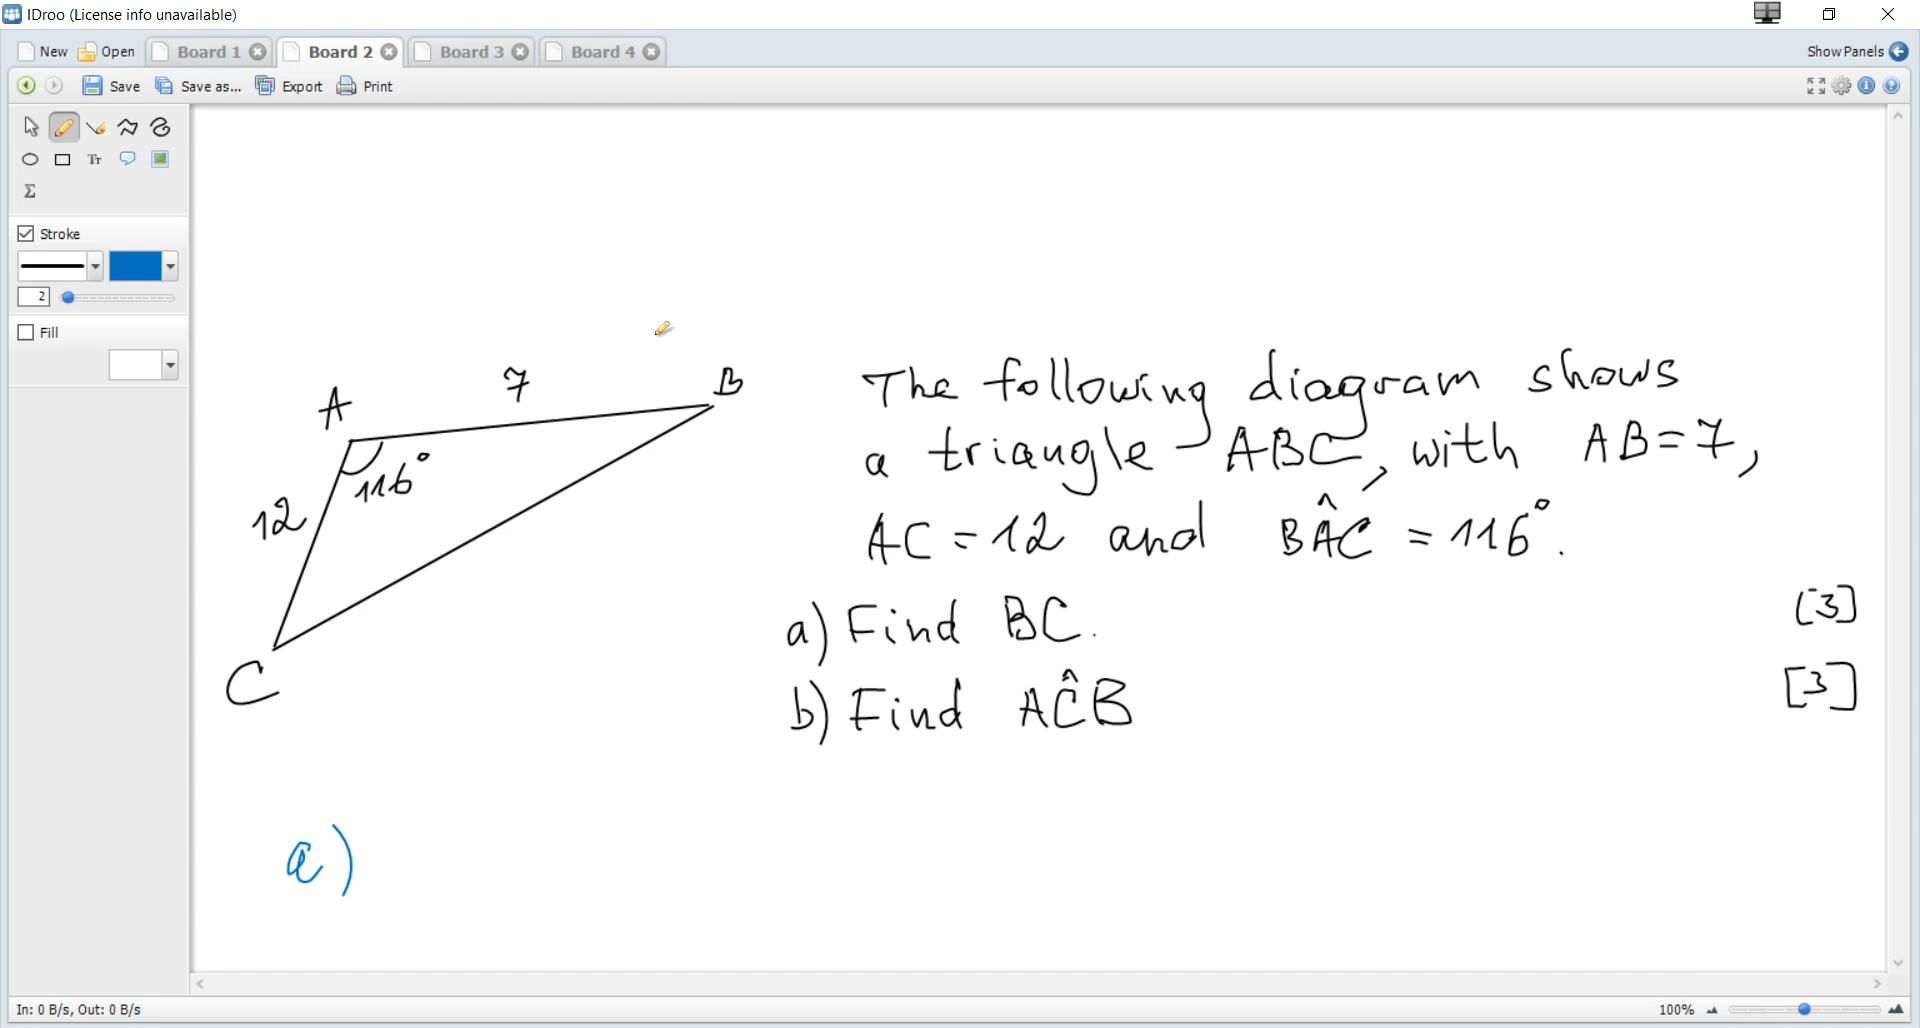 IDroo (License info unavailable)
New Open Board 1 Board 2 Board 3 Board 4 Show Panels
Save Save as... Export Print
Tт
Σ
Stroke
2
Fill
A 7 B
116°
12
C
The following diagram shows
a triangle ABC, with AB=7,
AC=12 and BÂC = 116°.
a) Find BC. [3]
b) Find AĈB [3]
a)
In: 0 B/s, Out: 0 B/s 100%